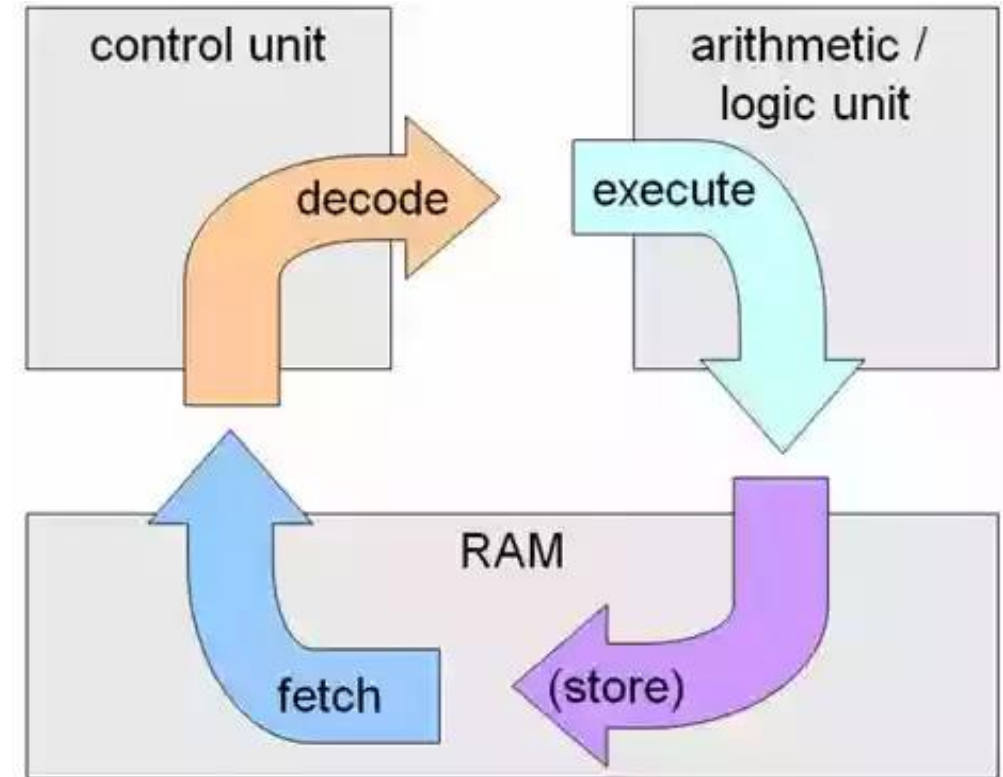 control unit
arithmetic /
logic unit
decode
execute
RAM
fetch
(store)